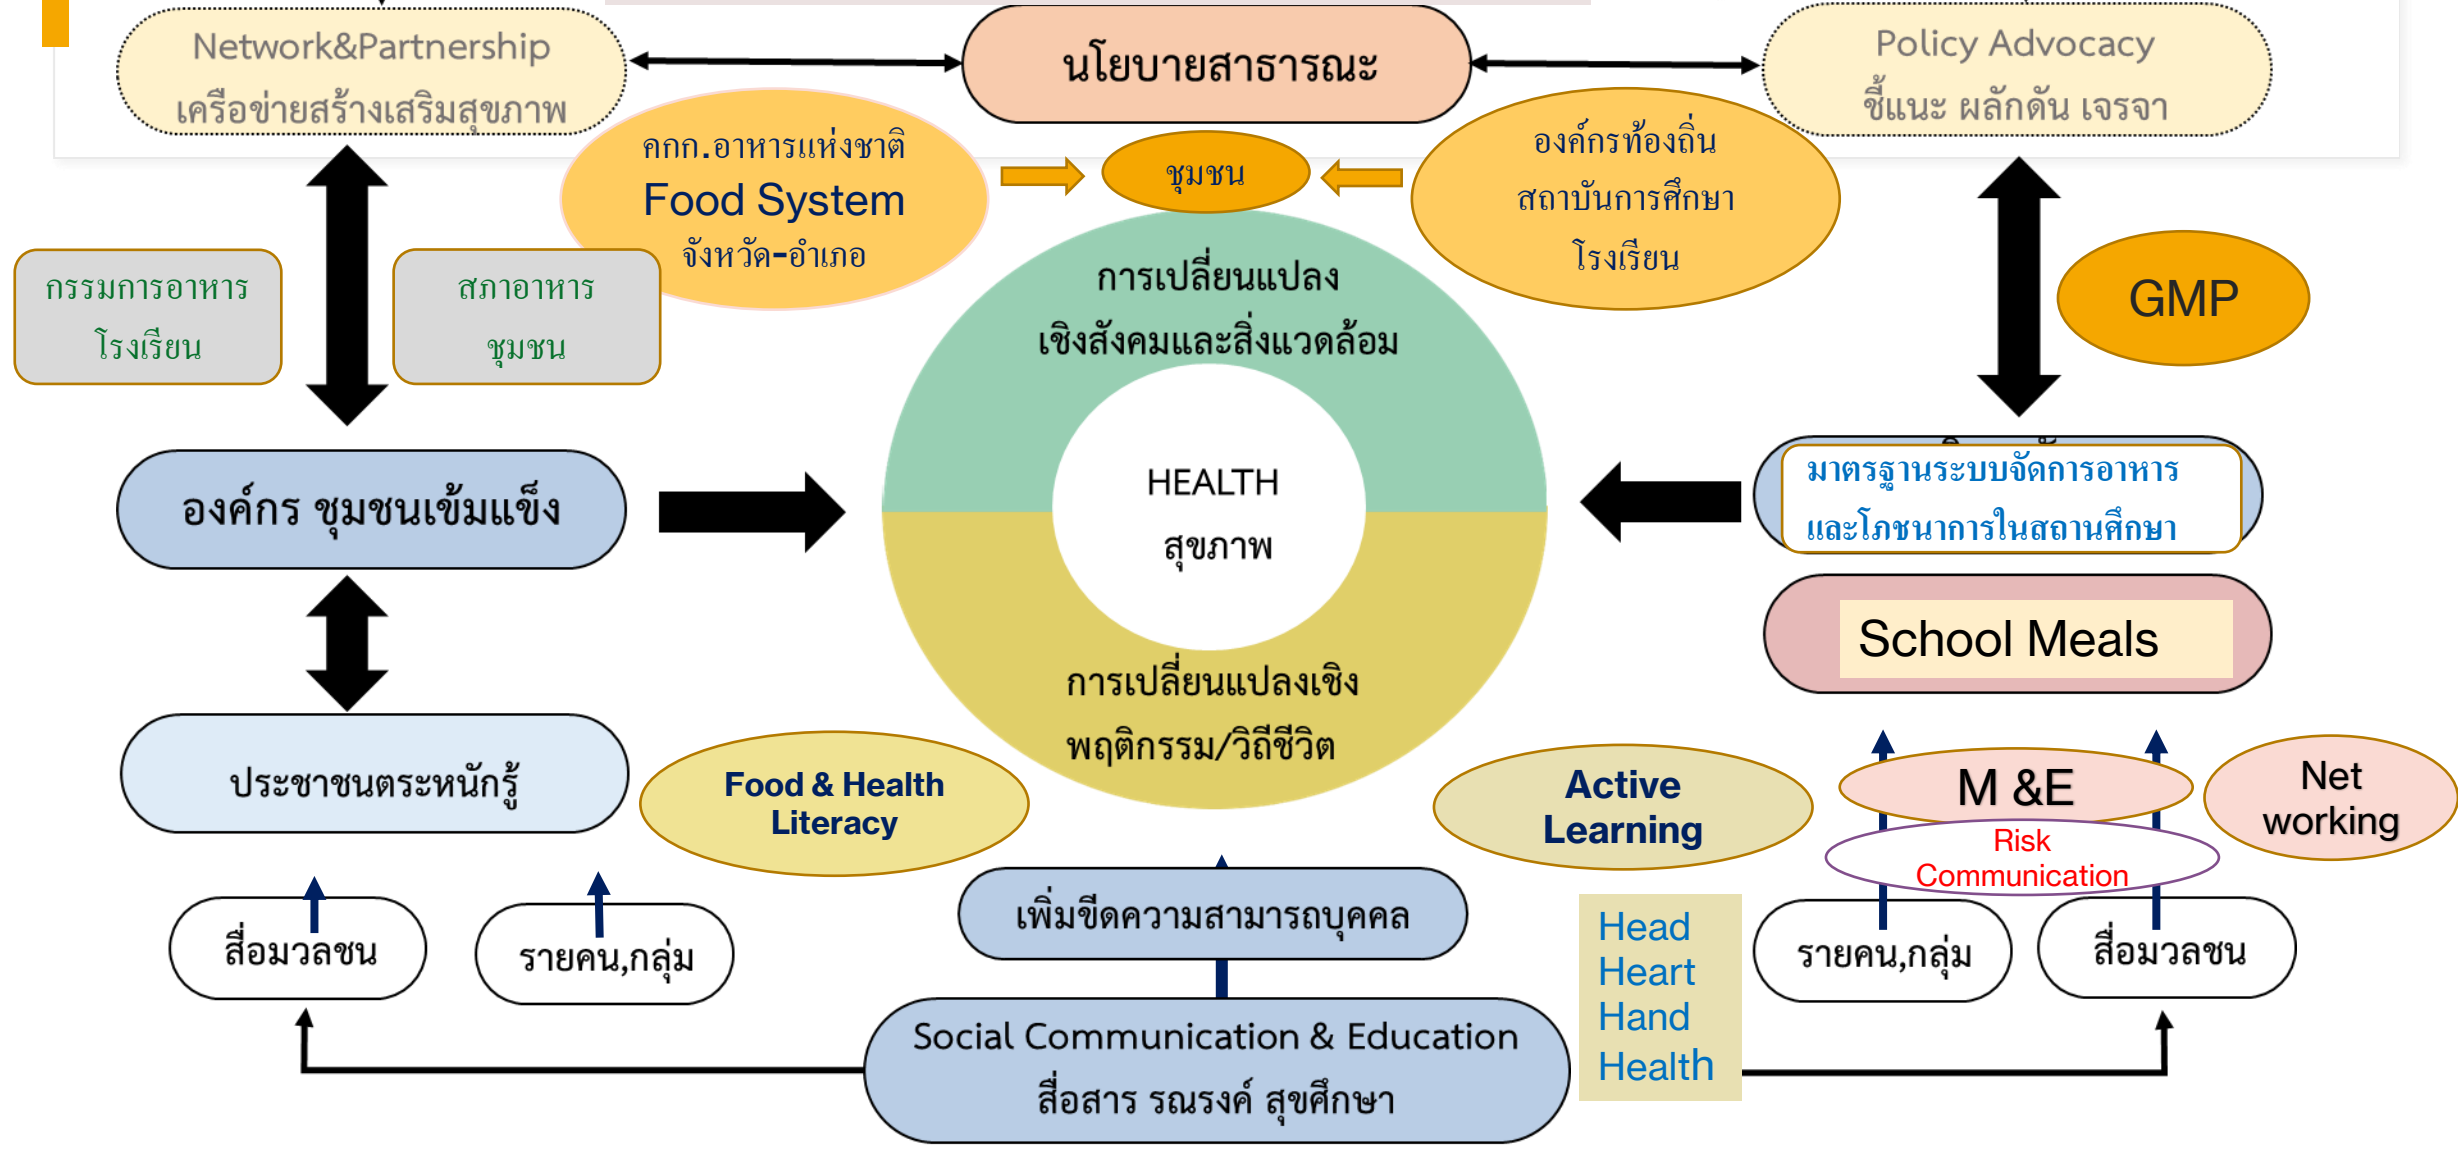 Network&Partnership
เครือข่ายสร้างเสริมสุขภาพ
นโยบายสาธารณะ
Policy Advocacy
ชี้แนะ ผลักดัน เจรจา
คกก.อาหารแห่งชาติ
Food System
จังหวัด-อำเภอ
ชุมชน
องค์กรท้องถิ่น
สถาบันการศึกษา
โรงเรียน
กรรมการอาหาร
โรงเรียน
สภาอาหาร
ชุมชน
การเปลี่ยนแปลง
เชิงสังคมและสิ่งแวดล้อม
GMP
องค์กร ชุมชนเข้มแข็ง
HEALTH
สุขภาพ
มาตรฐานระบบจัดการอาหาร
และโภชนาการในสถานศึกษา
School Meals
การเปลี่ยนแปลงเชิง
พฤติกรรม/วิถีชีวิต
ประชาชนตระหนักรู้
Food & Health
Literacy
Active
Learning
M &E
Risk
Communication
Net
working
สื่อมวลชน
รายคน,กลุ่ม
เพิ่มขีดความสามารถบุคคล
Head
Heart
Hand
Health
รายคน,กลุ่ม
สื่อมวลชน
Social Communication & Education
สื่อสาร รณรงค์ สุขศึกษา